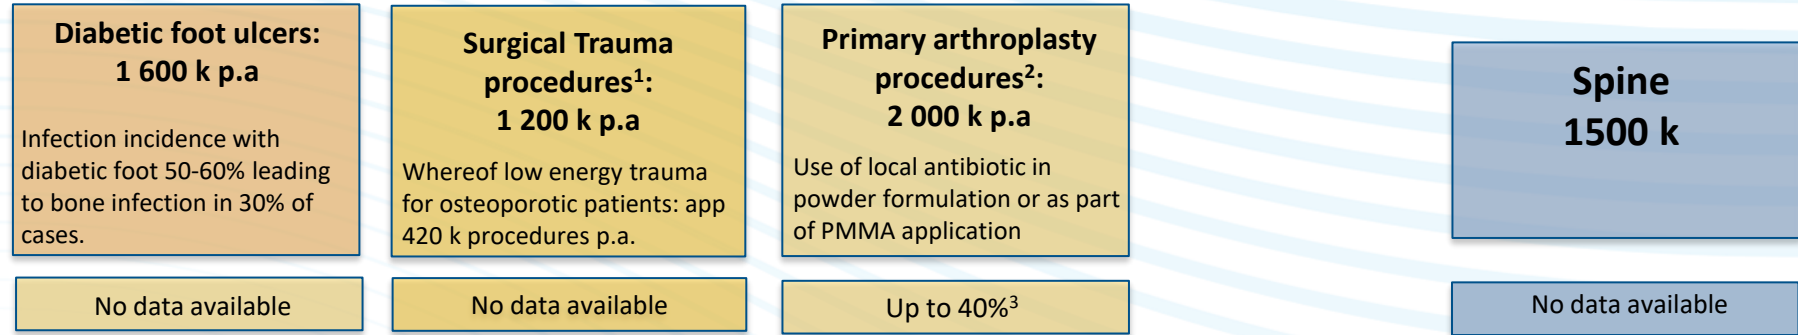 Diabetic foot ulcers:
1 600 k p.a
Infection incidence with
diabetic foot 50-60% leading
to bone infection in 30% of
cases.
No data available
Surgical Trauma
procedures¹:
1 200 k p.a
Whereof low energy trauma
for osteoporotic patients: app
420 k procedures p.a.
No data available
Primary arthroplasty
procedures²:
2 000 k p.a
Use of local antibiotic in
powder formulation or as part
of PMMA application
Up to 40%³
Spine
1500 k
No data available